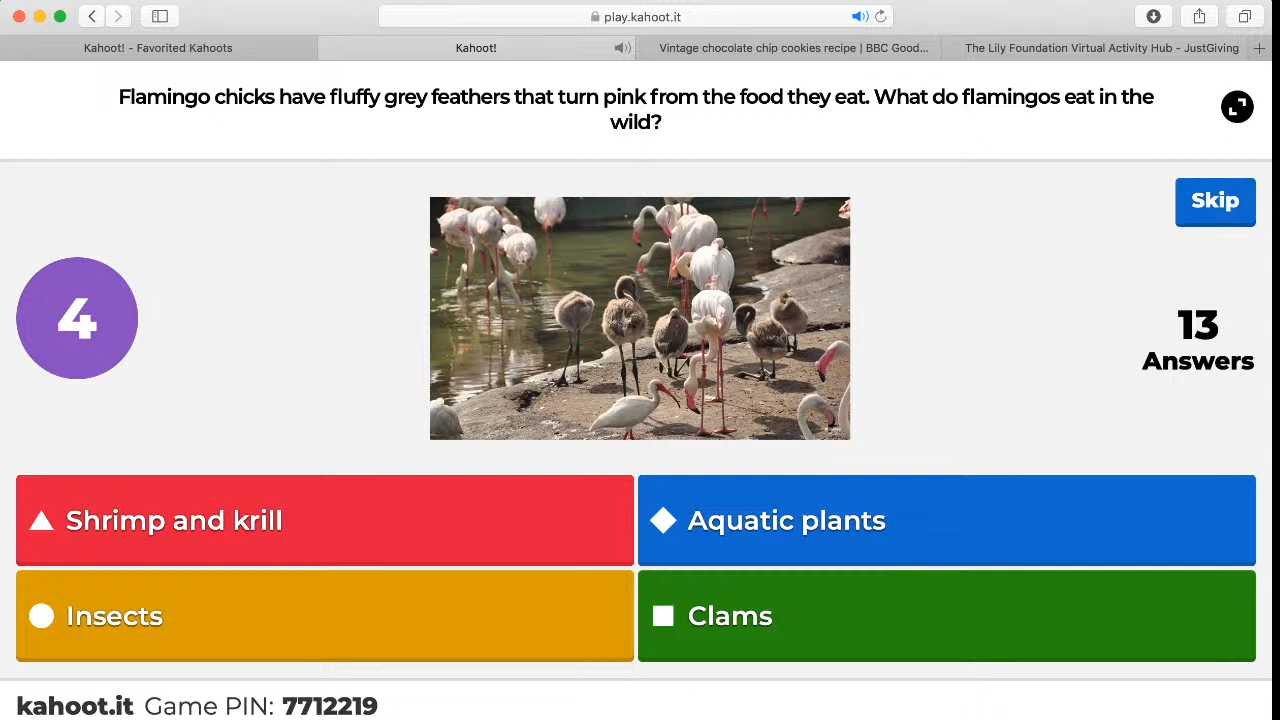 play.kahoot.it
Kahoot! - Favorited Kahoots
Kahoot!
Vintage chocolate chip cookies recipe | BBC Good...
The Lily Foundation Virtual Activity Hub - JustGiving
Flamingo chicks have fluffy grey feathers that turn pink from the food they eat. What do flamingos eat in the
wild?
Skip
4
13
Answers
Shrimp and krill
Aquatic plants
Insects
Clams
kahoot.it Game PIN: 7712219